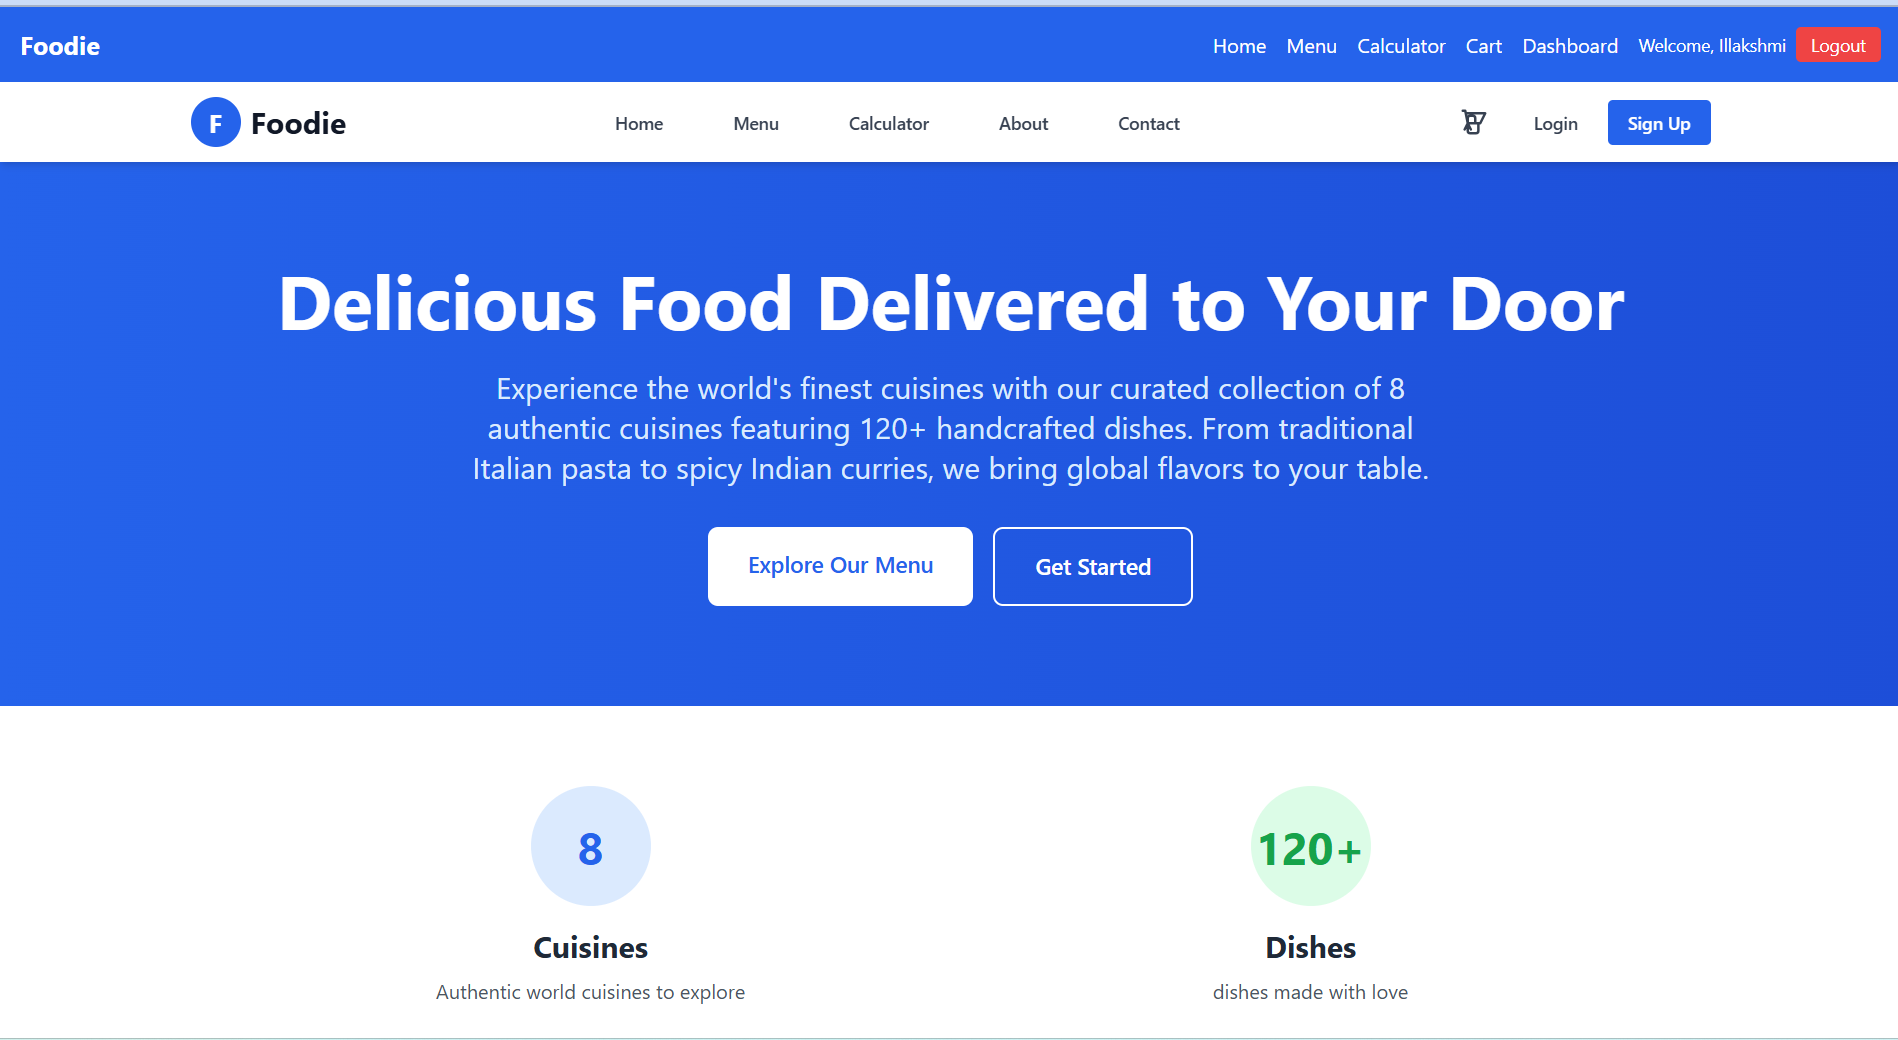 Foodie Home Menu Calculator Cart Dashboard Welcome, Illakshmi Logout
F Foodie Home Menu Calculator About Contact Login Sign Up
Delicious Food Delivered to Your Door
Experience the world's finest cuisines with our curated collection of 8
authentic cuisines featuring 120+ handcrafted dishes. From traditional
Italian pasta to spicy Indian curries, we bring global flavors to your table.
Explore Our Menu Get Started
8 120+
Cuisines Dishes
Authentic world cuisines to explore dishes made with love